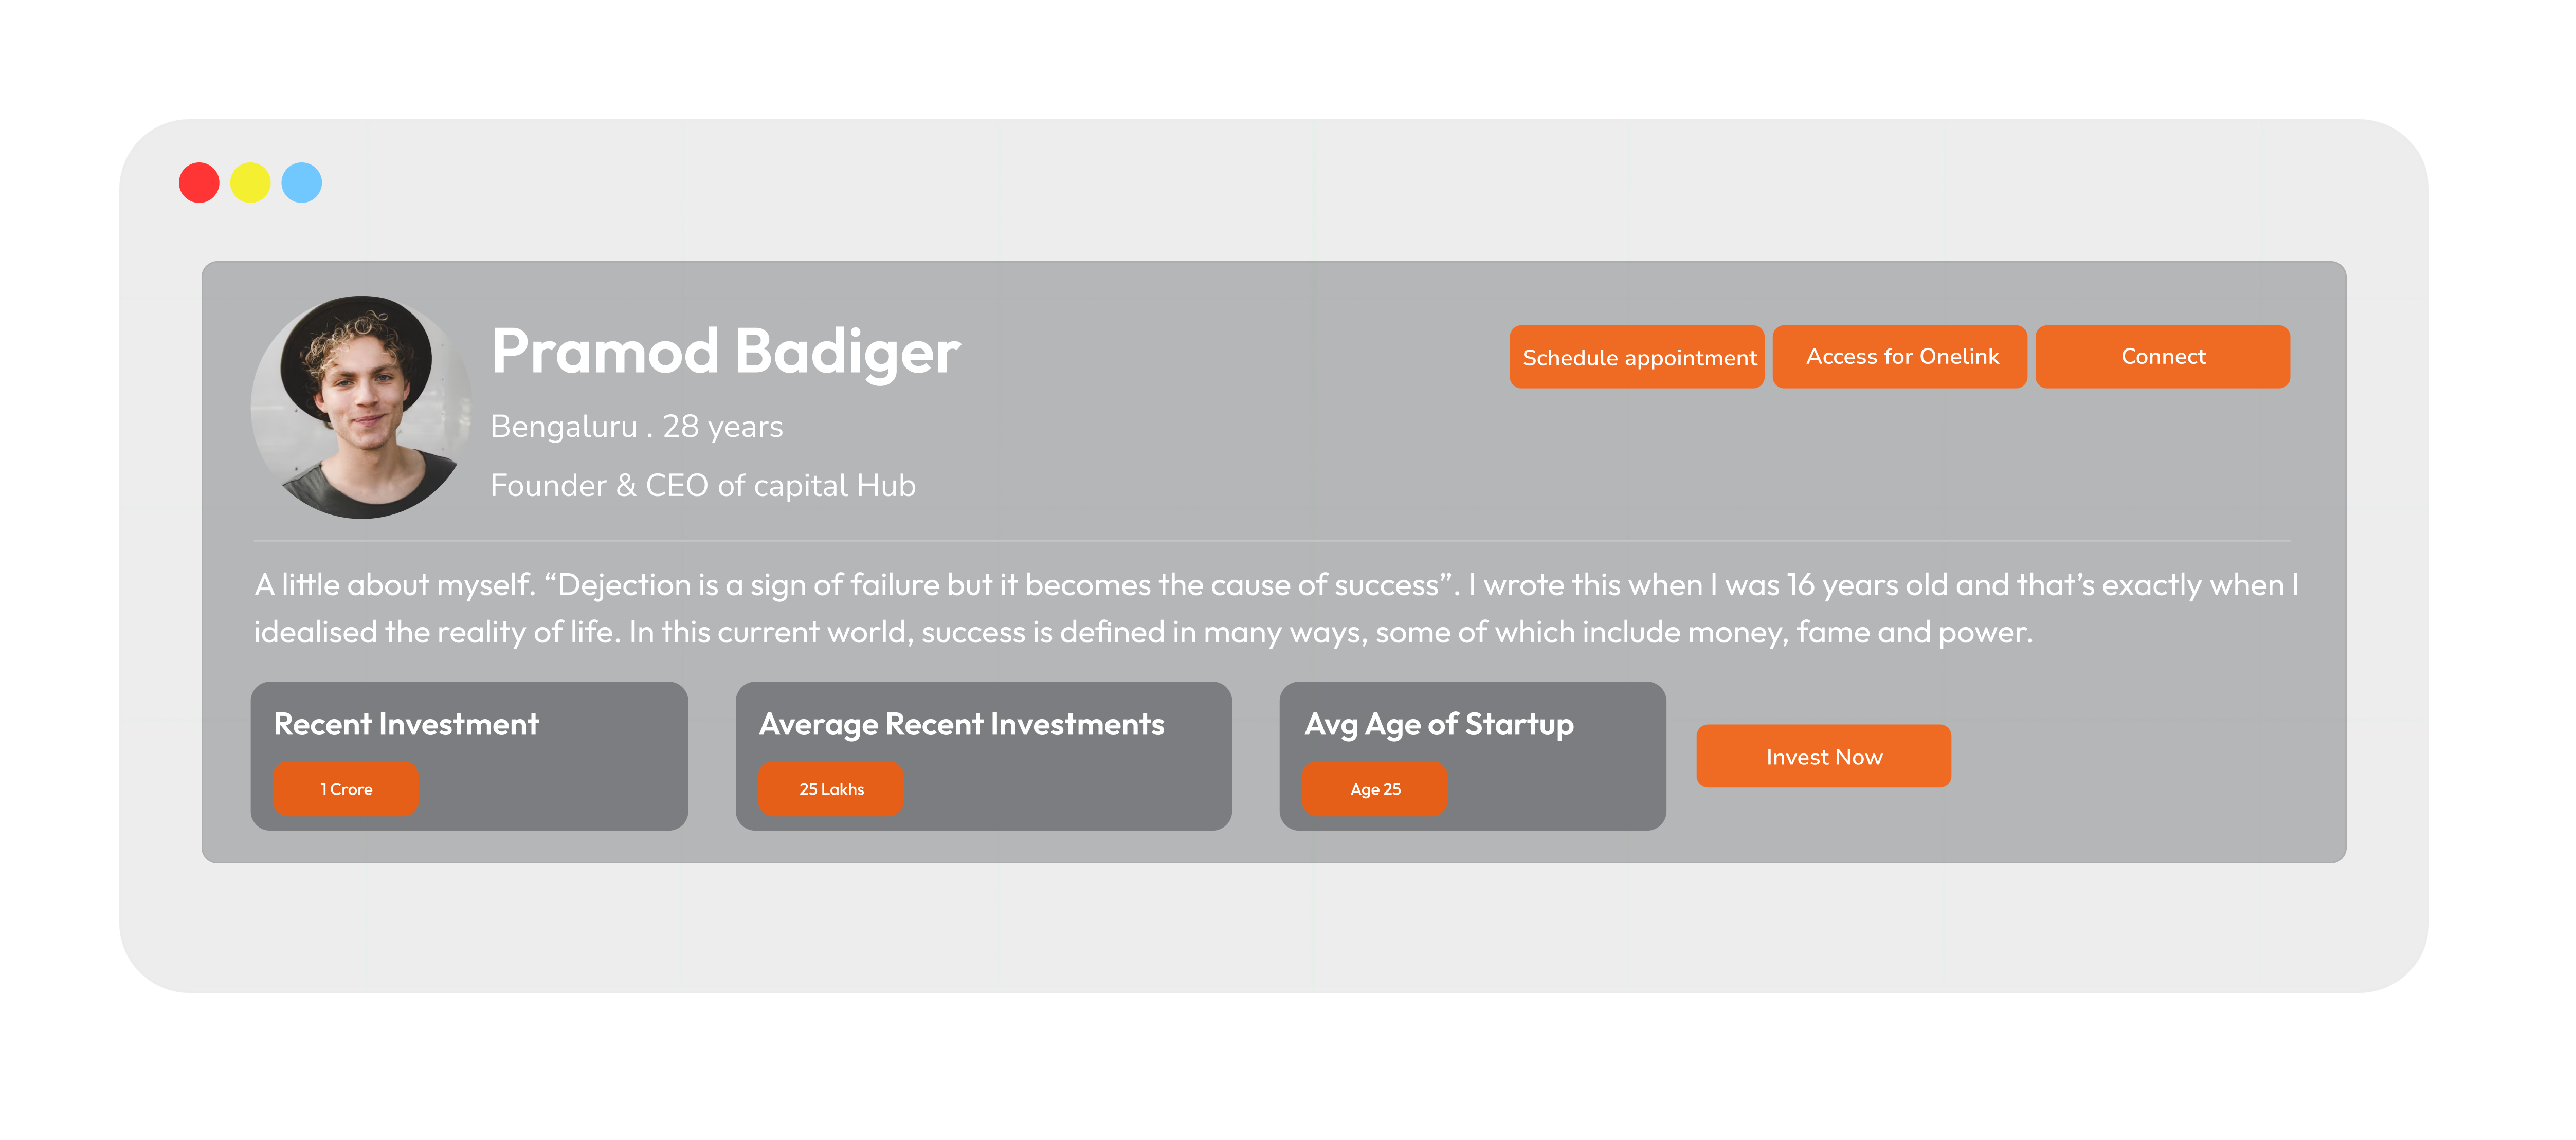 Pramod Badiger
Bengaluru . 28 years
Founder & CEO of capital Hub
Schedule appointment
Access for Onelink
Connect
A little about myself. “Dejection is a sign of failure but it becomes the cause of success”. I wrote this when I was 16 years old and that’s exactly when I
idealised the reality of life. In this current world, success is defined in many ways, some of which include money, fame and power.
Recent Investment
1 Crore
Average Recent Investments
25 Lakhs
Avg Age of Startup
Age 25
Invest Now